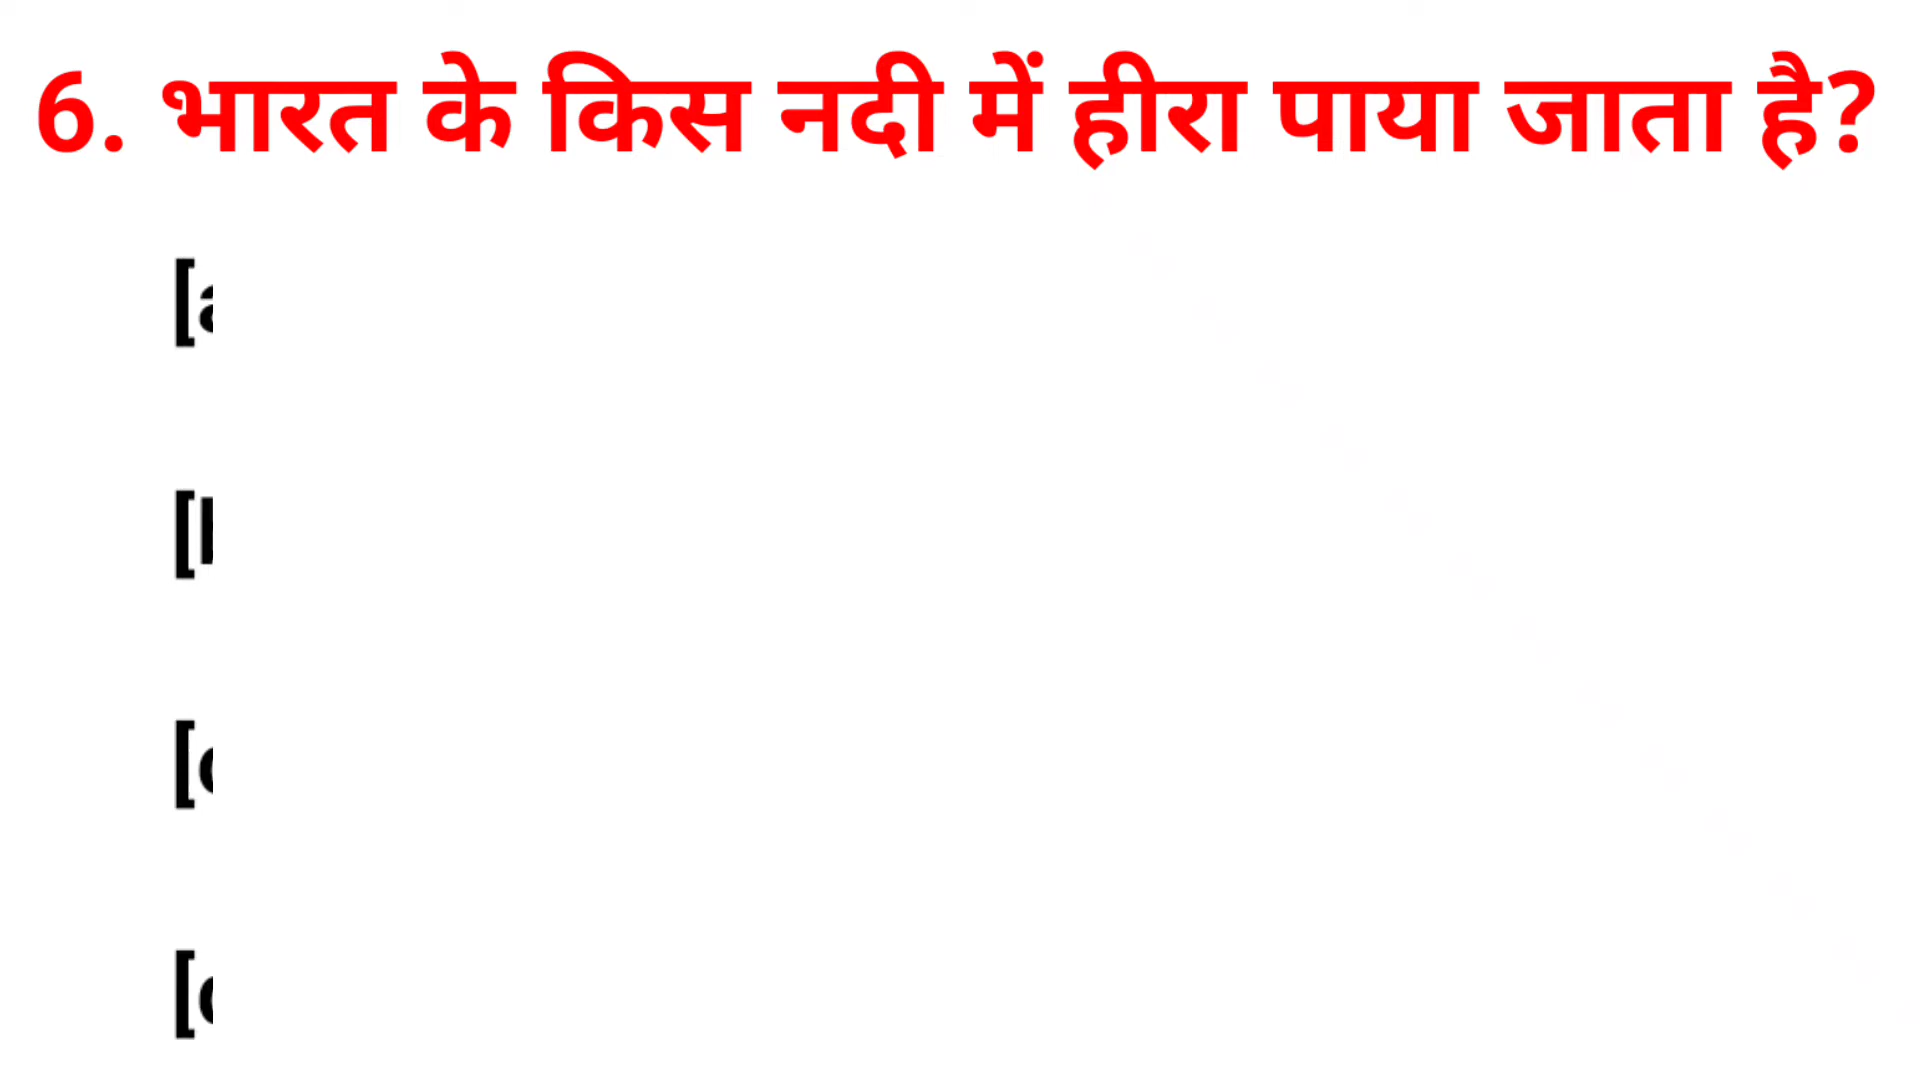 6. भारत के किस नदी में हीरा पाया जाता है?
[a
[
[
[